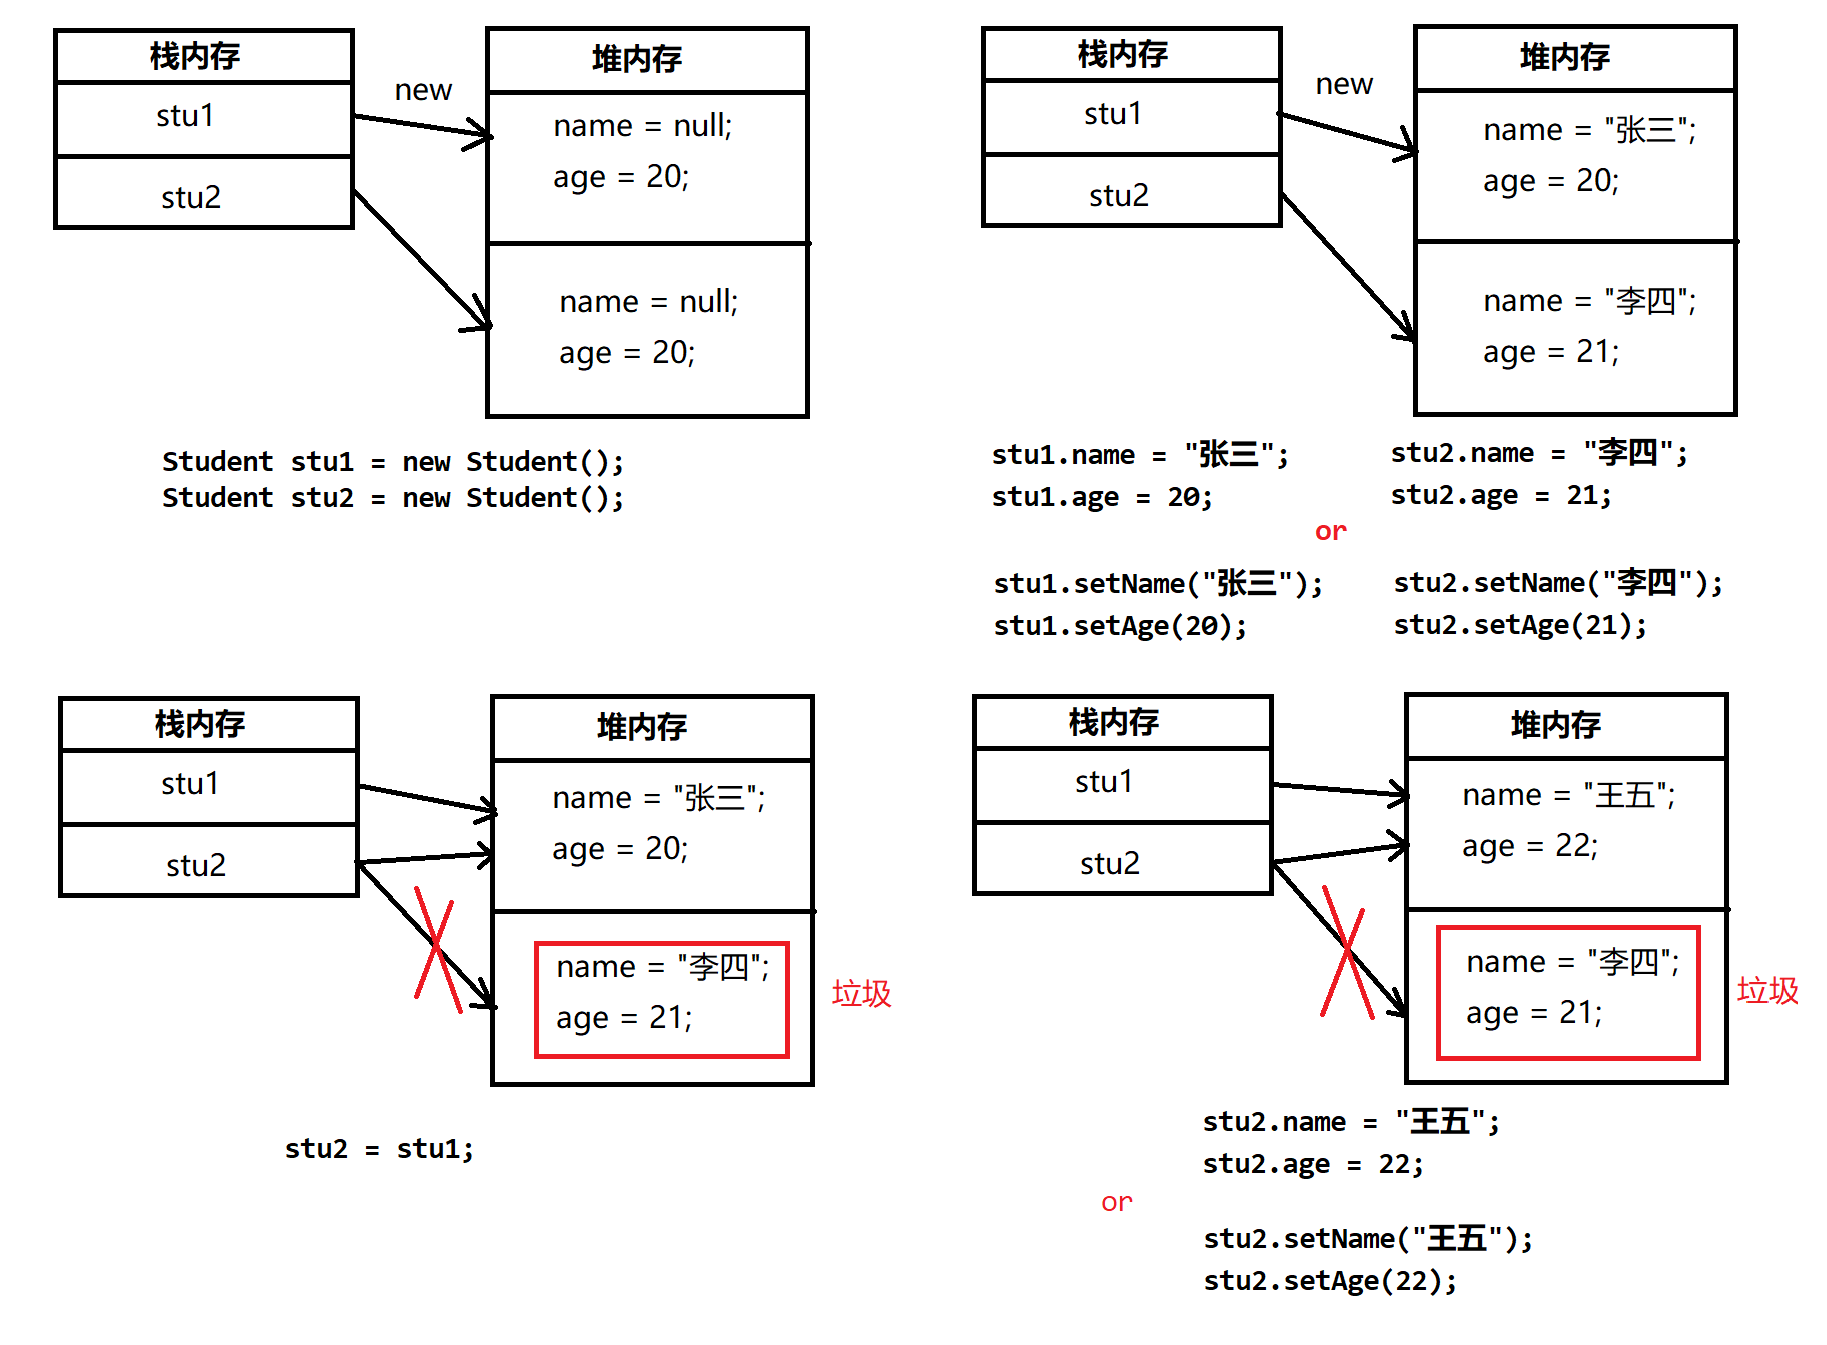 栈内存
stu1
stu2
new
堆内存
name = null;
age = 20;
name = null;
age = 20;
Student stu1 = new Student();
Student stu2 = new Student();
栈内存
stu1
stu2
new
堆内存
name = "张三";
age = 20;
name = "李四";
age = 21;
stu1.name = "张三";
stu1.age = 20;
stu2.name = "李四";
stu2.age = 21;
or
stu1.setName("张三");
stu1.setAge(20);
stu2.setName("李四");
stu2.setAge(21);
栈内存
stu1
stu2
堆内存
name = "张三";
age = 20;
name = "李四";
age = 21;
垃圾
stu2 = stu1;
栈内存
stu1
stu2
堆内存
name = "王五";
age = 22;
name = "李四";
age = 21;
垃圾
stu2.name = "王五";
stu2.age = 22;
or
stu2.setName("王五");
stu2.setAge(22);